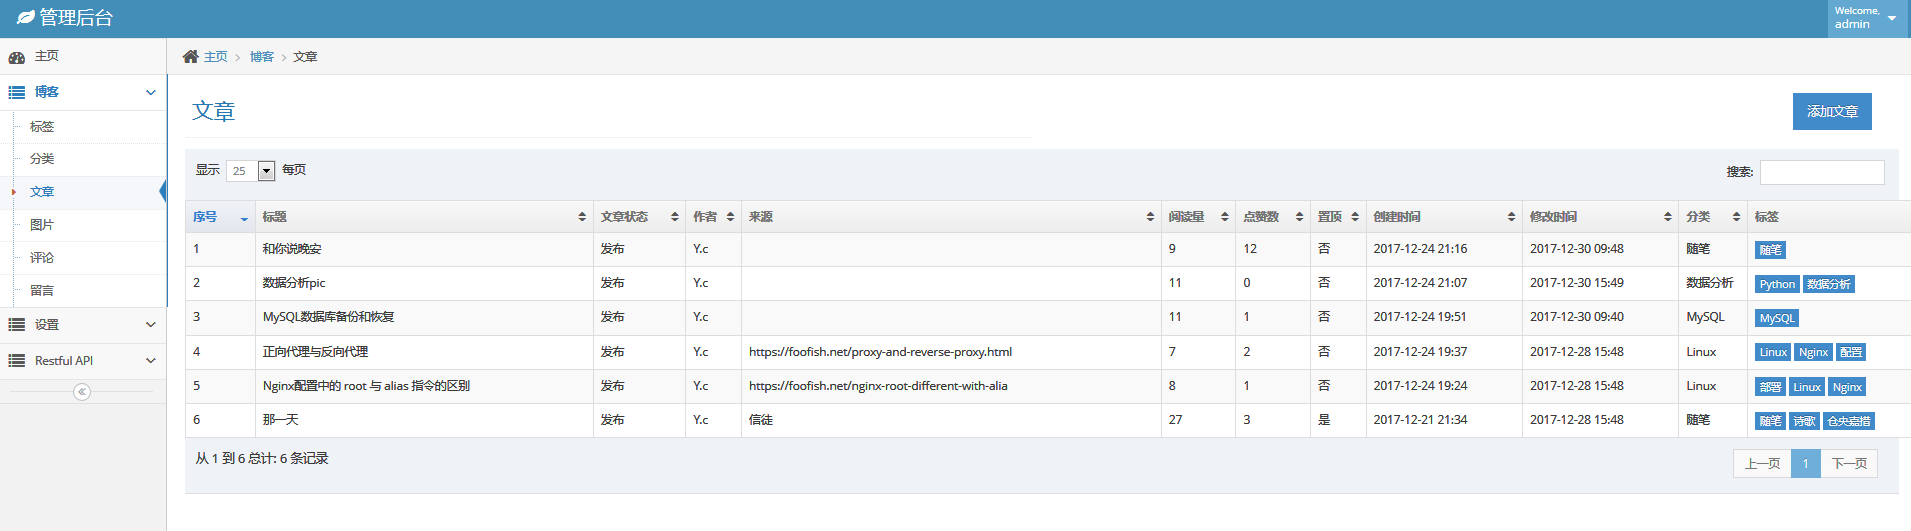 管理后台
Welcome,
admin
主页
博客
标签
分类
文章
图片
评论
留言
设置
Restful API
主页 > 博客 > 文章
文章
添加文章
显示 25 每页
搜索:
序号 标题 文章状态 作者 来源 阅读量 点赞数 置顶 创建时间 修改时间 分类 标签
1 和你说晚安 发布 Y.c 9 12 否 2017-12-24 21:16 2017-12-30 09:48 随笔 随笔
2 数据分析pic 发布 Y.c 11 0 否 2017-12-24 21:07 2017-12-30 15:49 数据分析 Python 数据分析
3 MySQL数据库备份和恢复 发布 Y.c 11 1 否 2017-12-24 19:51 2017-12-30 09:40 MySQL MySQL
4 正向代理与反向代理 发布 Y.c https://foofish.net/proxy-and-reverse-proxy.html 7 2 否 2017-12-24 19:37 2017-12-28 15:48 Linux Linux Nginx 配置
5 Nginx配置中的 root 与 alias 指令的区别 发布 Y.c https://foofish.net/nginx-root-different-with-alia 8 1 否 2017-12-24 19:24 2017-12-28 15:48 Linux 部署 Linux Nginx
6 那一天 发布 Y.c 信徒 27 3 是 2017-12-21 21:34 2017-12-28 15:48 随笔 随笔 诗歌 仓央嘉措
从 1 到 6 总计: 6 条记录
上一页 1 下一页